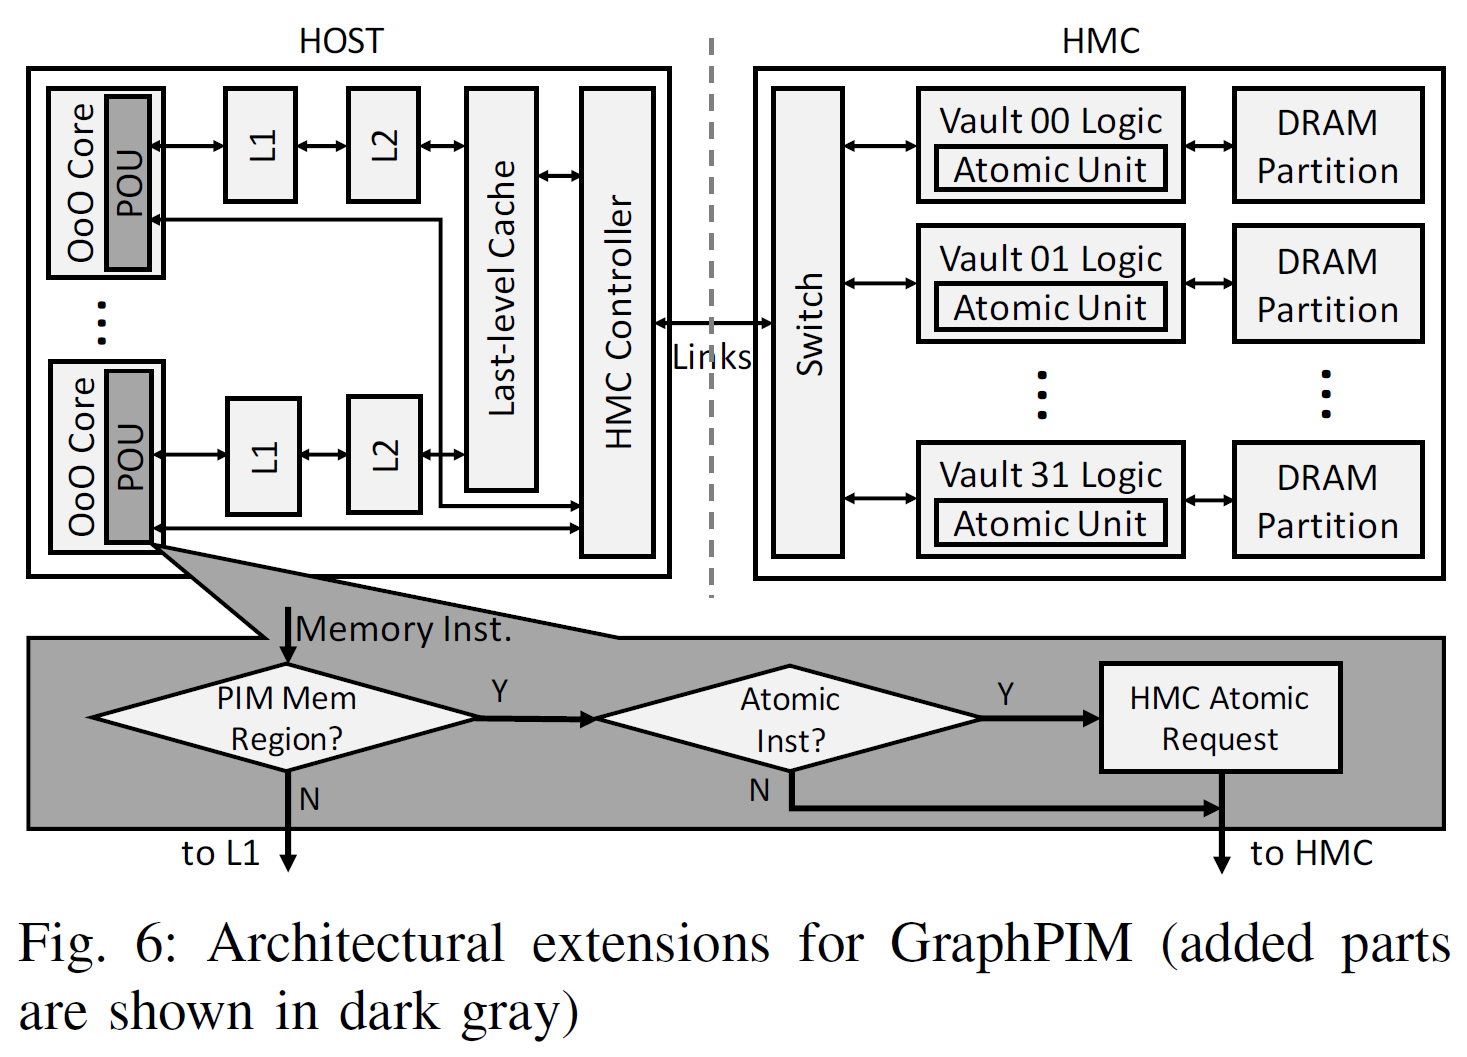 HOST
HMC
OoO Core
POU
L1
L2
Last-level Cache
HMC Controller
OoO Core
POU
L1
L2
Links
Switch
Vault 00 Logic
Atomic Unit
DRAM
Partition
Vault 01 Logic
Atomic Unit
DRAM
Partition
Vault 31 Logic
Atomic Unit
DRAM
Partition
Memory Inst.
PIM Mem
Region?
Y
N
Atomic
Inst?
Y
N
HMC Atomic
Request
to L1
to HMC
Fig. 6: Architectural extensions for GraphPIM (added parts
are shown in dark gray)